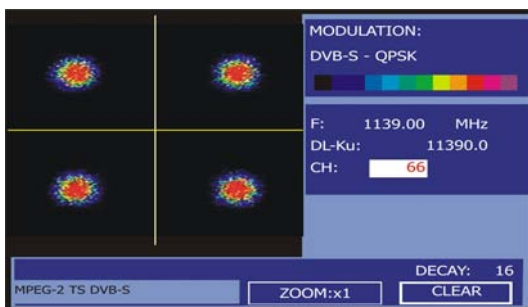 MODULATION:
DVB-S - QPSK
F: 1139.00 MHz
DL-Ku: 11390.0
CH: 66
DECAY: 16
MPEG-2 TS DVB-S
ZOOM:x1
CLEAR